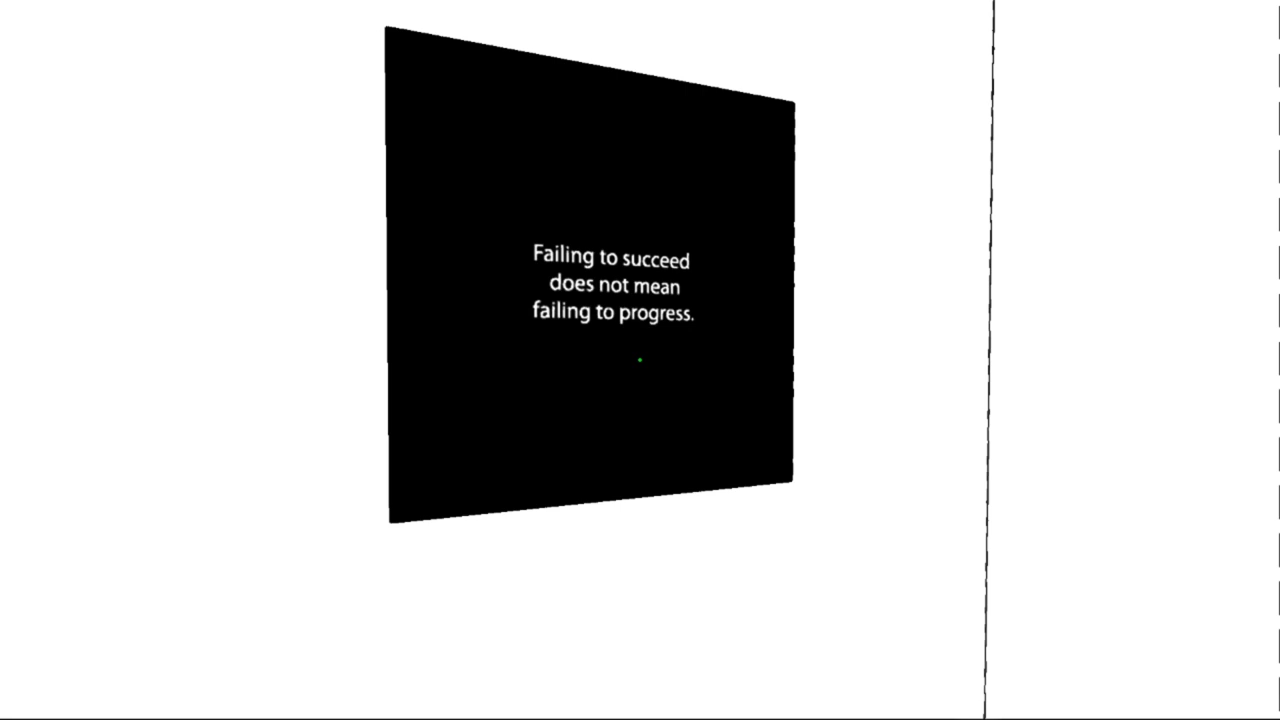 Failing to succeed
does not mean
failing to progress.